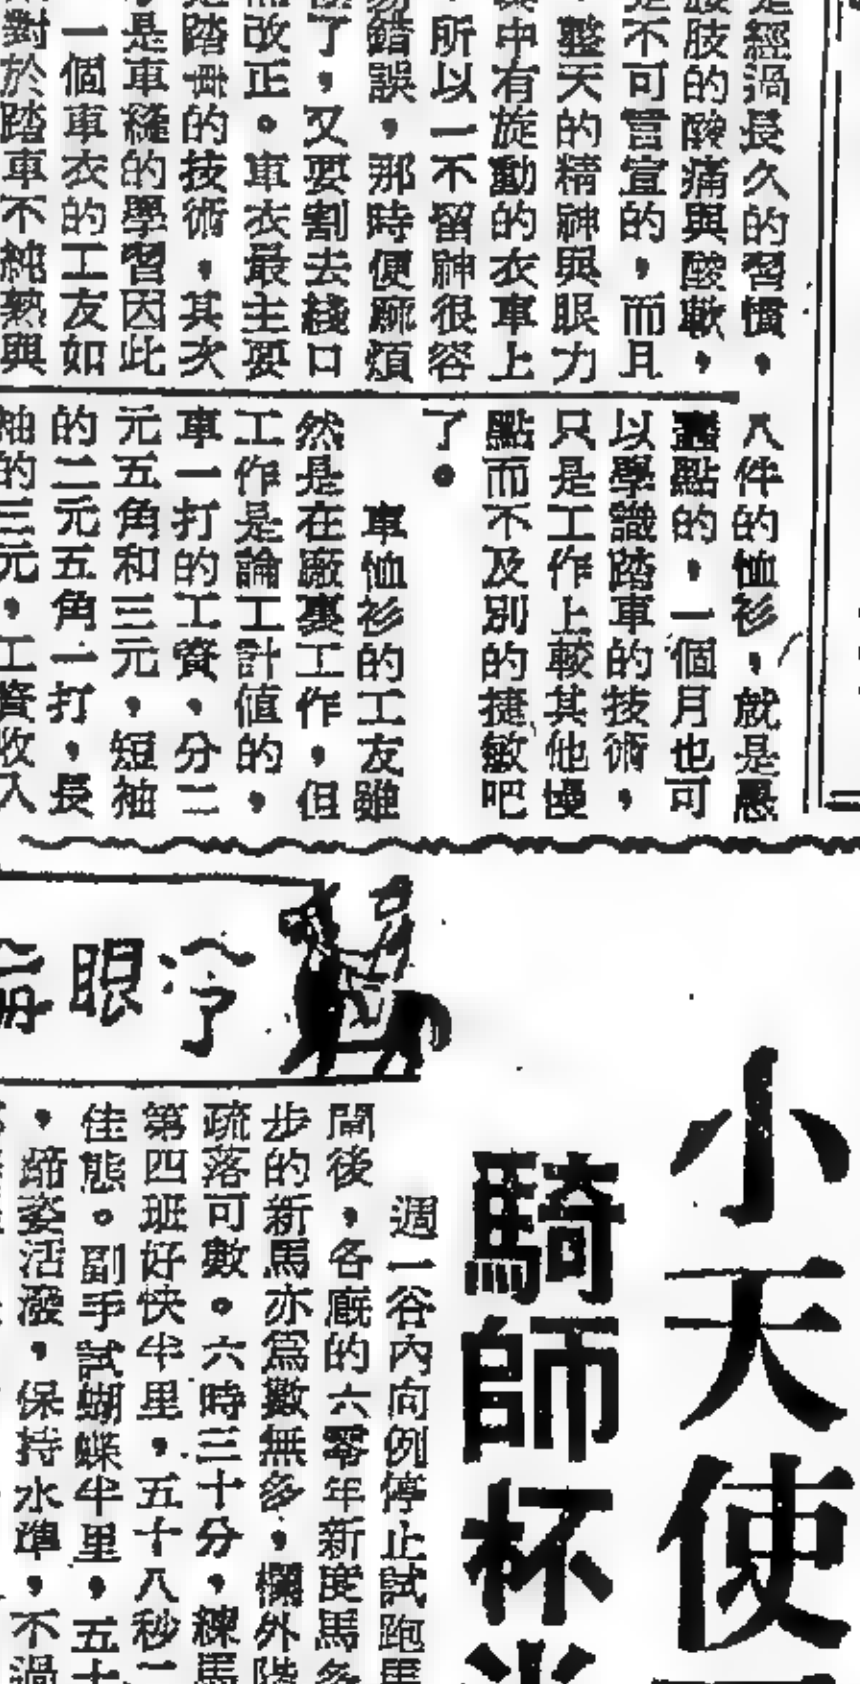 是經過長久的習慣，
腰肢的酸痛與酸軟，
是不可言宣的，而且
整天的精神與眼力
中有旋動的衣車上
，所以一不留神很容
易錯誤，那時便麻煩
了，又要割去綫口
而改正。車衣最主要
是踏車的技術，其次
是車縫的學習因此
一個車衣的工友如
對於踏車不純熟與
八件的恤衫，就是愚
蠢點的，一個月也可
以學識踏車的技術，
只是工作上較其他慢
點而不及別的捷敏吧
了。
車恤衫的工友雖
然是在廠裏工作，但
工作是論工計値的，
車一打的工資，分二
元五角和三元，短袖
的二元五角一打，長
袖的三元，工資收入
冷眼
小天使
騎師杯
週一谷內向例停止試跑馬
閘後，各廐的六零年新度馬多
步的新馬亦爲數無多，欄外階
疏落可數。六時三十分，練馬
第四班好快半里，五十八秒二
佳態。副手試蝴蝶半里，五十
，蹄姿活潑，保持水準，不過